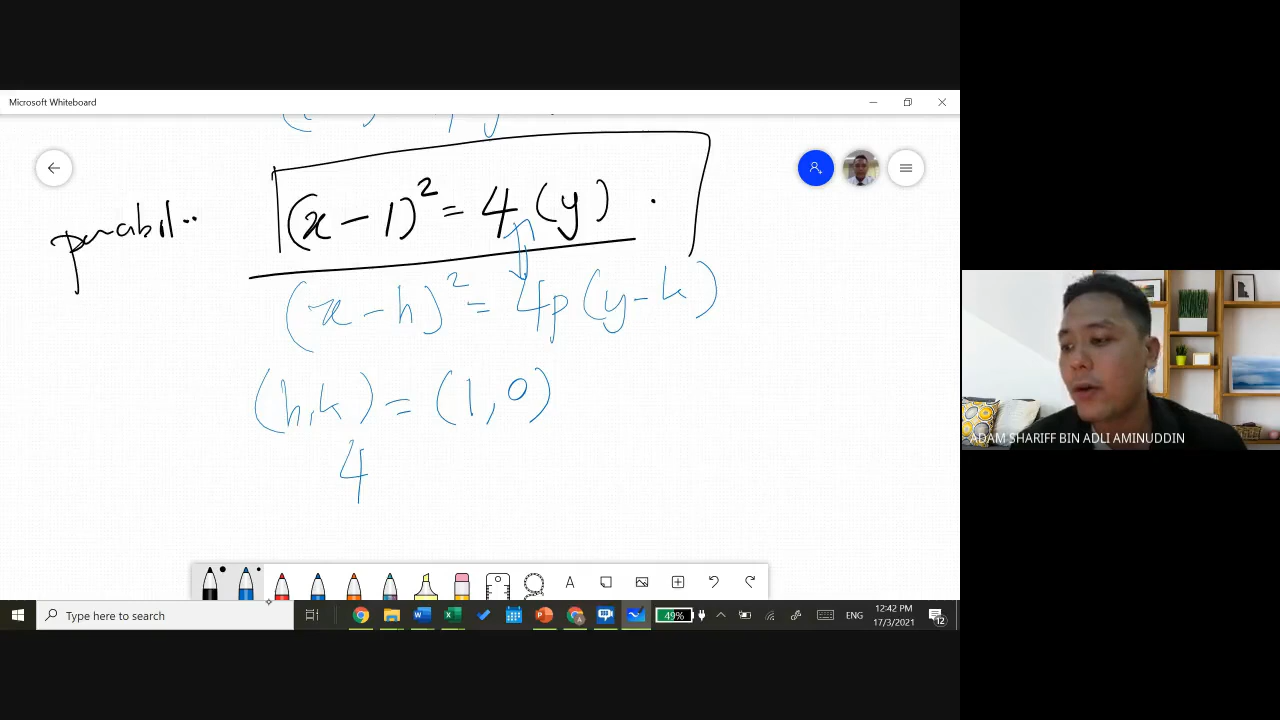 Microsoft Whiteboard
(x − 1)² = 4(y) .
(x − h)² = 4p(y − k)
(h,k) = (1,0)
4
A
ADAM SHARIFF BIN ADLI AMINUDDIN
Type here to search
49%
ENG
12:42 PM
17/3/2021
12